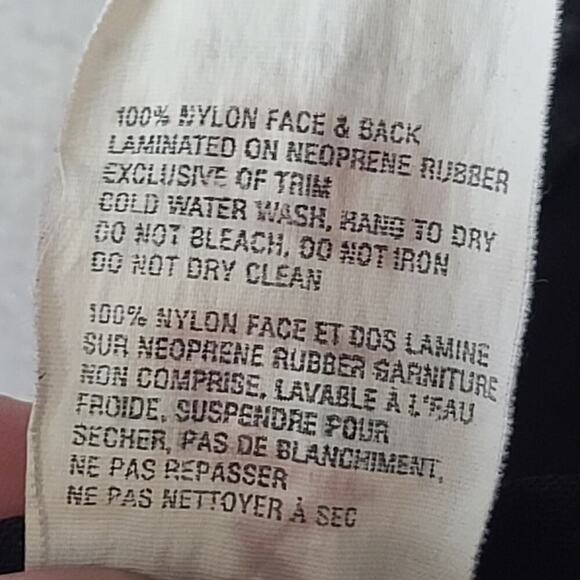 100% NYLON FACE & BACK
LAMINATED ON NEOPRENE RUBBER
EXCLUSIVE OF TRIM
COLD WATER WASH, HANG TO DRY
DO NOT BLEACH, DO NOT IRON
DO NOT DRY CLEAN
100% NYLON FACE ET DOS LAMINE
SUR NEOPRENE RUBBER GARNITURE
NON COMPRISE, LAVABLE À L'EAU
FROIDE, SUSPENDRE POUR
SECHER, PAS DE BLANCHIMENT,
NE PAS REPASSER
NE PAS NETTOYER À SEC